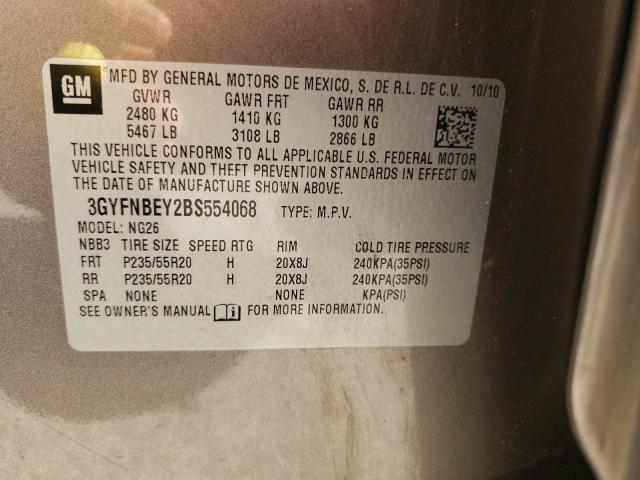 GM MFD BY GENERAL MOTORS DE MEXICO, S. DE R.L. DE C.V. 10/10
GVWR GAWR FRT GAWR RR
2480 KG 1410 KG 1300 KG
5467 LB 3108 LB 2866 LB
THIS VEHICLE CONFORMS TO ALL APPLICABLE U.S. FEDERAL MOTOR
VEHICLE SAFETY AND THEFT PREVENTION STANDARDS IN EFFECT ON
THE DATE OF MANUFACTURE SHOWN ABOVE.
3GYFNBEY2BS554068 TYPE: M.P.V.
MODEL: NG26
NBB3 TIRE SIZE SPEED RTG RIM COLD TIRE PRESSURE
FRT P235/55R20 H 20X8J 240KPA(35PSI)
RR P235/55R20 H 20X8J 240KPA(35PSI)
SPA NONE NONE KPA(PSI)
SEE OWNER'S MANUAL FOR MORE INFORMATION.